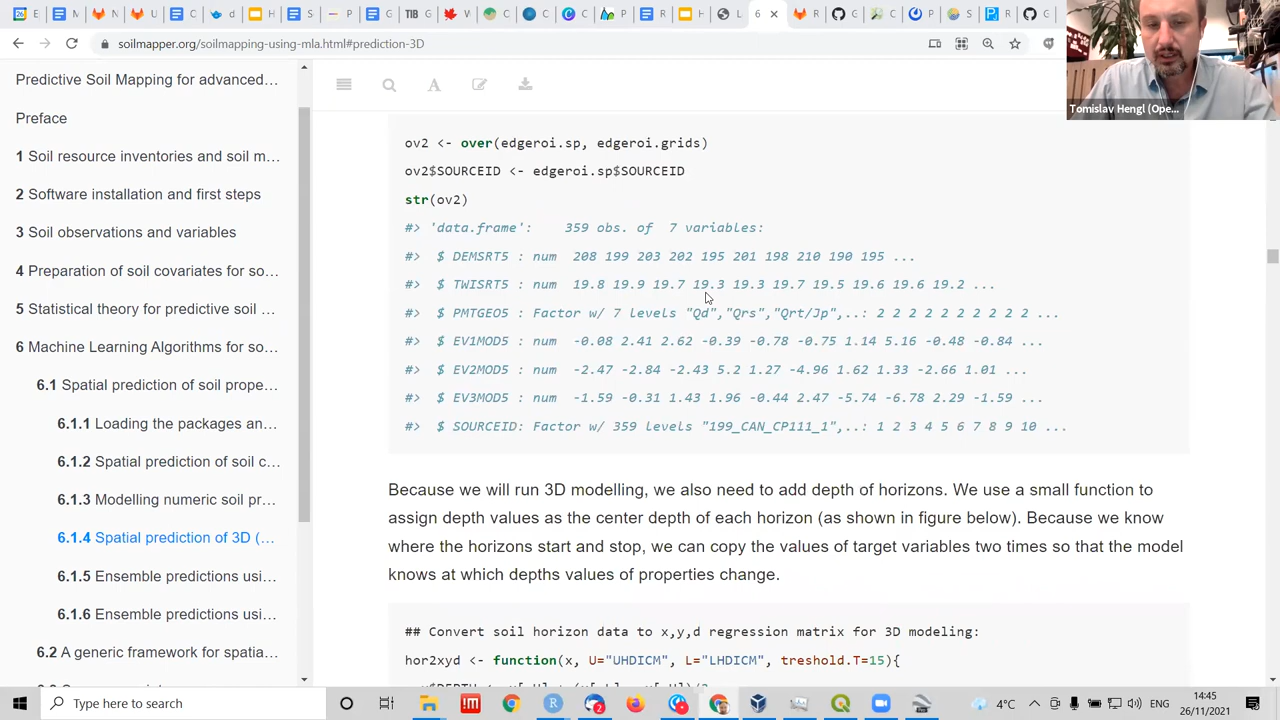 6
soilmapper.org/soilmapping-using-mla.html#prediction-3D
Tomislav Hengl (Ope...
Predictive Soil Mapping for advanced...
Preface
1 Soil resource inventories and soil m...
2 Software installation and first steps
3 Soil observations and variables
4 Preparation of soil covariates for so...
5 Statistical theory for predictive soil ...
6 Machine Learning Algorithms for so...
6.1 Spatial prediction of soil prope...
6.1.1 Loading the packages an...
6.1.2 Spatial prediction of soil c...
6.1.3 Modelling numeric soil pr...
6.1.4 Spatial prediction of 3D (...
6.1.5 Ensemble predictions usi...
6.1.6 Ensemble predictions usi...
6.2 A generic framework for spatia...
ov2 <- over(edgeroi.sp, edgeroi.grids)
ov2$SOURCEID <- edgeroi.sp$SOURCEID
str(ov2)
#> 'data.frame':    359 obs. of  7 variables:
#>  $ DEMSRT5 : num  208 199 203 202 195 201 198 210 190 195 ...
#>  $ TWISRT5 : num  19.8 19.9 19.7 19.3 19.3 19.7 19.5 19.6 19.6 19.2 ...
#>  $ PMTGEO5 : Factor w/ 7 levels "Qd","Qrs","Qrt/Jp",..: 2 2 2 2 2 2 2 2 2 2 ...
#>  $ EV1MOD5 : num  -0.08 2.41 2.62 -0.39 -0.78 -0.75 1.14 5.16 -0.48 -0.84 ...
#>  $ EV2MOD5 : num  -2.47 -2.84 -2.43 5.2 1.27 -4.96 1.62 1.33 -2.66 1.01 ...
#>  $ EV3MOD5 : num  -1.59 -0.31 1.43 1.96 -0.44 2.47 -5.74 -6.78 2.29 -1.59 ...
#>  $ SOURCEID: Factor w/ 359 levels "199_CAN_CP111_1",..: 1 2 3 4 5 6 7 8 9 10 ...
Because we will run 3D modelling, we also need to add depth of horizons. We use a small function to
assign depth values as the center depth of each horizon (as shown in figure below). Because we know
where the horizons start and stop, we can copy the values of target variables two times so that the model
knows at which depths values of properties change.
## Convert soil horizon data to x,y,d regression matrix for 3D modeling:
hor2xyd <- function(x, U="UHDICM", L="LHDICM", treshold.T=15){
Type here to search
4°C
ENG
14:45
26/11/2021